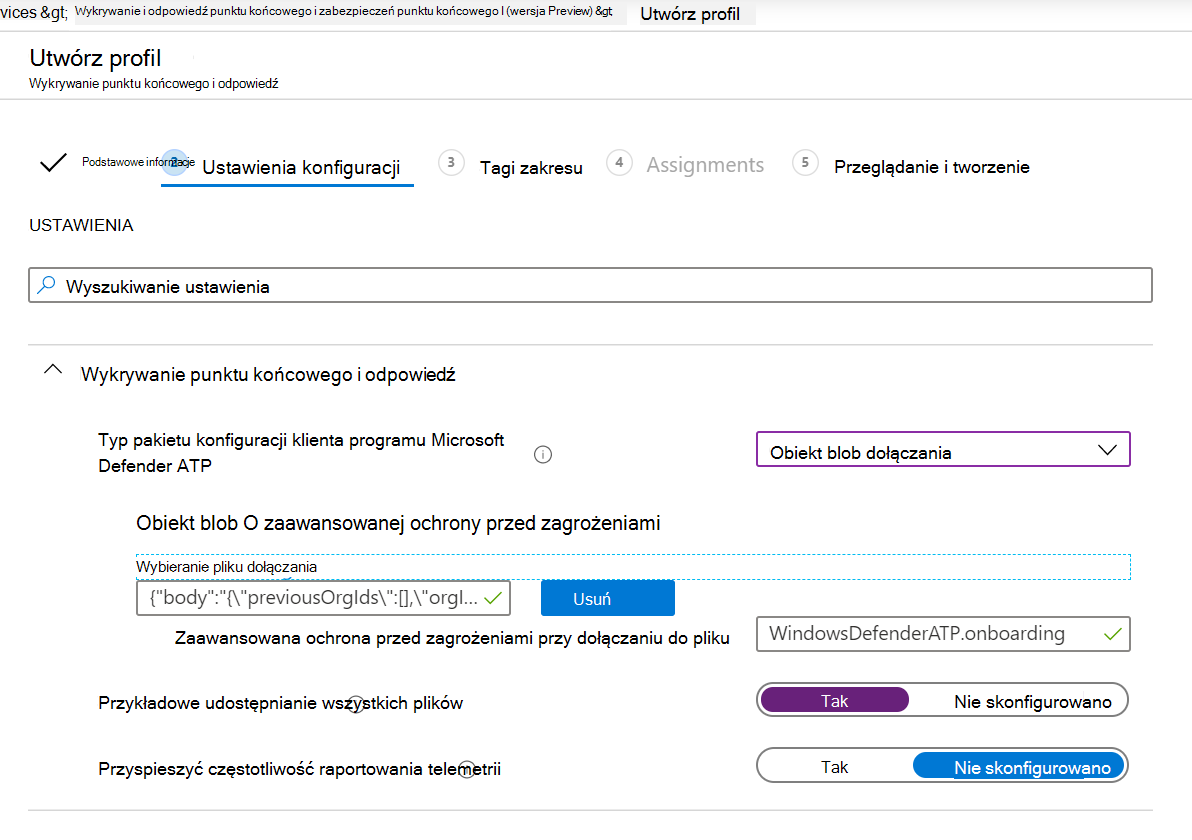 vices &gt; Wykrywanie i odpowiedź punktu końcowego i zabezpieczeń punktu końcowego I (wersja Preview) &gt; Utwórz profil
Utwórz profil
Wykrywanie punktu końcowego i odpowiedź
Podstawowe informacje 2 Ustawienia konfiguracji 3 Tagi zakresu 4 Assignments 5 Przeglądanie i tworzenie
USTAWIENIA
Wyszukiwanie ustawienia
Wykrywanie punktu końcowego i odpowiedź
Typ pakietu konfiguracji klienta programu Microsoft
Defender ATP
Obiekt blob dołączania
Obiekt blob O zaawansowanej ochrony przed zagrożeniami
Wybieranie pliku dołączania
{"body":"{\"previousOrgIds\":[],\"orgI... Usuń
Zaawansowana ochrona przed zagrożeniami przy dołączaniu do pliku WindowsDefenderATP.onboarding
Przykładowe udostępnianie wszystkich plików Tak Nie skonfigurowano
Przyspieszyć częstotliwość raportowania telemetrii Tak Nie skonfigurowano